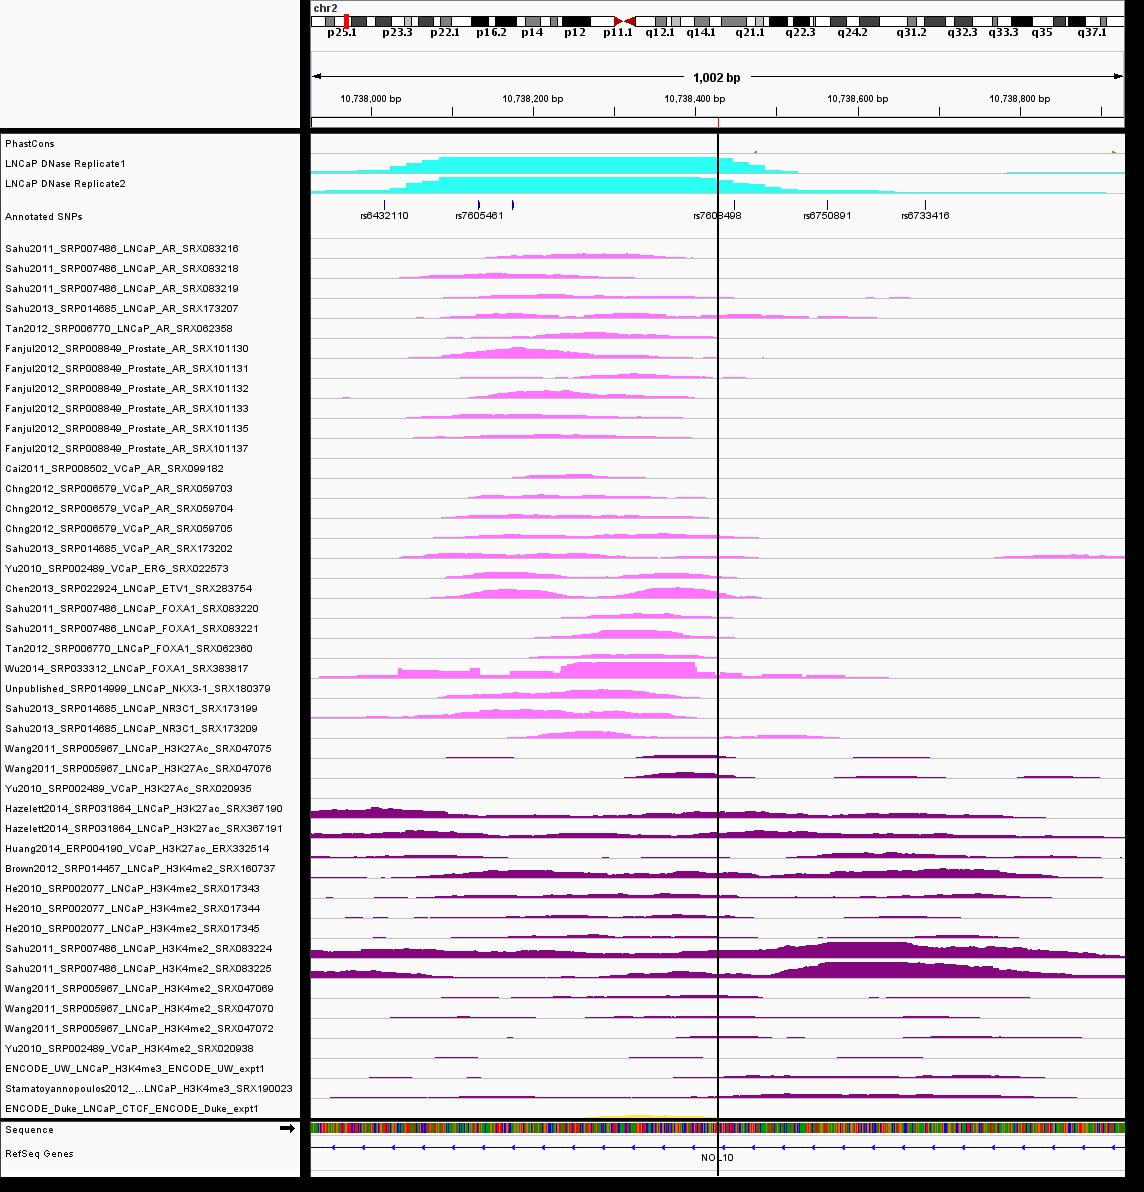 chr2
p25.1 p23.3 p22.1 p16.2 p14 p12 p11.1 q12.1 q14.1 q21.1 q22.3 q24.2 q31.2 q32.3 q33.3 q35 q37.1
1,002 bp
10,738,000 bp 10,738,200 bp 10,738,400 bp 10,738,600 bp 10,738,800 bp
PhastCons
LNCaP DNase Replicate1
LNCaP DNase Replicate2
Annotated SNPs rs6432110 rs7605461 rs7608498 rs6750891 rs6733416
Sahu2011_SRP007486_LNCaP_AR_SRX083216
Sahu2011_SRP007486_LNCaP_AR_SRX083218
Sahu2011_SRP007486_LNCaP_AR_SRX083219
Sahu2013_SRP014685_LNCaP_AR_SRX173207
Tan2012_SRP006770_LNCaP_AR_SRX062358
Fanjul2012_SRP008849_Prostate_AR_SRX101130
Fanjul2012_SRP008849_Prostate_AR_SRX101131
Fanjul2012_SRP008849_Prostate_AR_SRX101132
Fanjul2012_SRP008849_Prostate_AR_SRX101133
Fanjul2012_SRP008849_Prostate_AR_SRX101135
Fanjul2012_SRP008849_Prostate_AR_SRX101137
Cai2011_SRP008502_VCaP_AR_SRX099182
Chng2012_SRP006579_VCaP_AR_SRX059703
Chng2012_SRP006579_VCaP_AR_SRX059704
Chng2012_SRP006579_VCaP_AR_SRX059705
Sahu2013_SRP014685_VCaP_AR_SRX173202
Yu2010_SRP002489_VCaP_ERG_SRX022573
Chen2013_SRP022924_LNCaP_ETV1_SRX283754
Sahu2011_SRP007486_LNCaP_FOXA1_SRX083220
Sahu2011_SRP007486_LNCaP_FOXA1_SRX083221
Tan2012_SRP006770_LNCaP_FOXA1_SRX062360
Wu2014_SRP033312_LNCaP_FOXA1_SRX383817
Unpublished_SRP014999_LNCaP_NKX3-1_SRX180379
Sahu2013_SRP014685_LNCaP_NR3C1_SRX173199
Sahu2013_SRP014685_LNCaP_NR3C1_SRX173209
Wang2011_SRP005967_LNCaP_H3K27Ac_SRX047075
Wang2011_SRP005967_LNCaP_H3K27Ac_SRX047076
Yu2010_SRP002489_VCaP_H3K27Ac_SRX020935
Hazelett2014_SRP031864_LNCaP_H3K27ac_SRX367190
Hazelett2014_SRP031864_LNCaP_H3K27ac_SRX367191
Huang2014_ERP004190_VCaP_H3K27ac_ERX332514
Brown2012_SRP014457_LNCaP_H3K4me2_SRX160737
He2010_SRP002077_LNCaP_H3K4me2_SRX017343
He2010_SRP002077_LNCaP_H3K4me2_SRX017344
He2010_SRP002077_LNCaP_H3K4me2_SRX017345
Sahu2011_SRP007486_LNCaP_H3K4me2_SRX083224
Sahu2011_SRP007486_LNCaP_H3K4me2_SRX083225
Wang2011_SRP005967_LNCaP_H3K4me2_SRX047069
Wang2011_SRP005967_LNCaP_H3K4me2_SRX047070
Wang2011_SRP005967_LNCaP_H3K4me2_SRX047072
Yu2010_SRP002489_VCaP_H3K4me2_SRX020938
ENCODE_UW_LNCaP_H3K4me3_ENCODE_UW_expt1
Stamatoyannopoulos2012_...LNCaP_H3K4me3_SRX190023
ENCODE_Duke_LNCaP_CTCF_ENCODE_Duke_expt1
Sequence
RefSeq Genes
NOL10